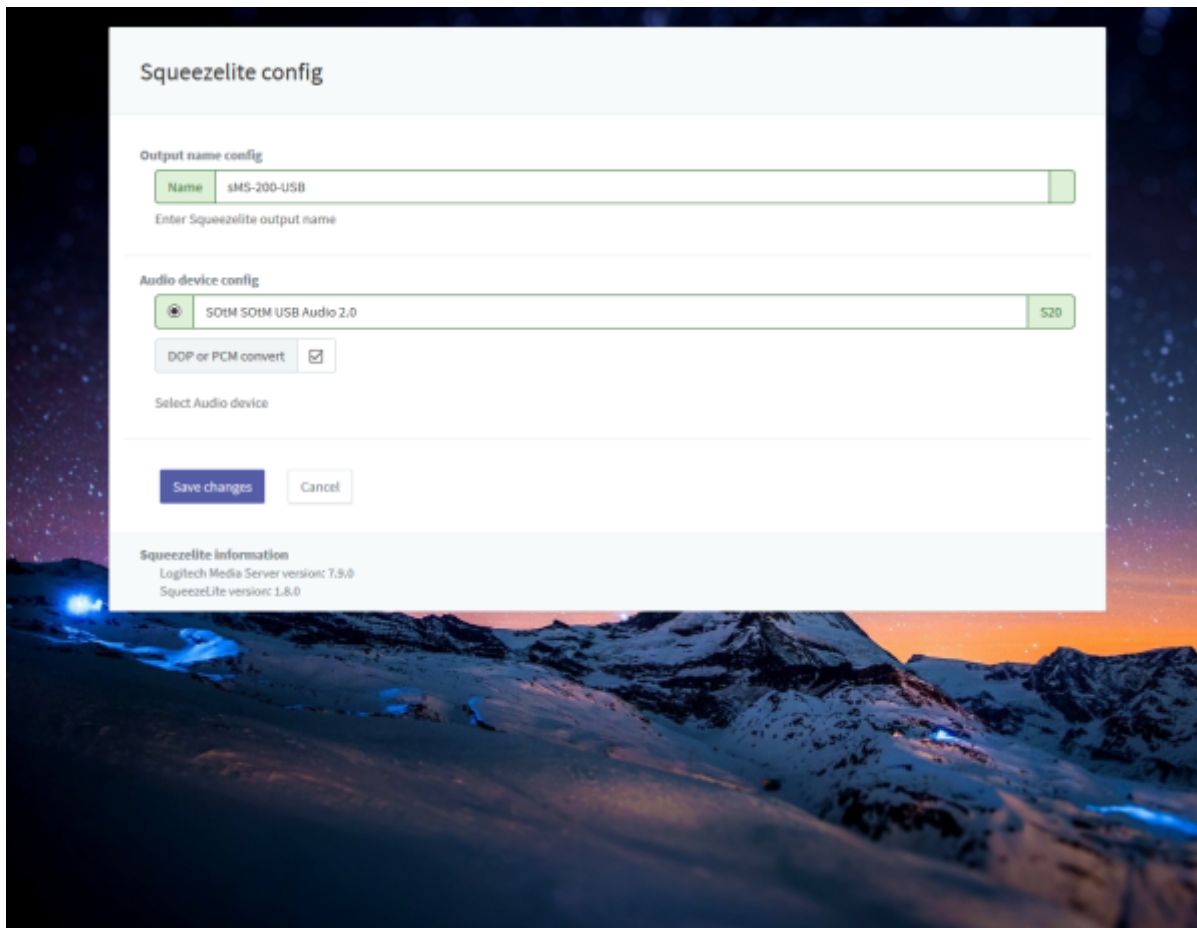 Squeezelite config
Output name config
Name sMS-200-USB
Enter Squeezelite output name
Audio device config
SOtM SOtM USB Audio 2.0 S20
DOP or PCM convert
Select Audio device
Save changes Cancel
Squeezelite information
Logitech Media Server version: 7.9.0
SqueezeLite version: 1.8.0